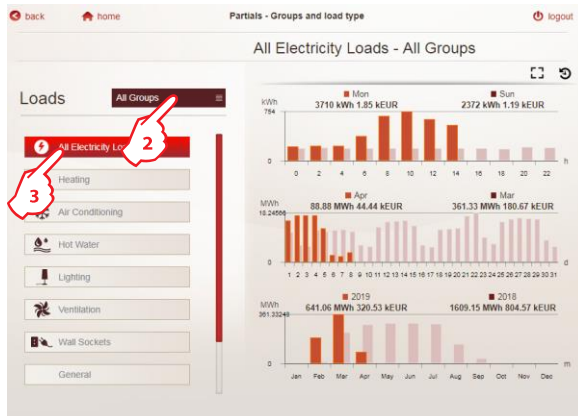 back home Partials - Groups and load type logout
All Electricity Loads - All Groups
Loads All Groups
2
All Electricity Lo
3
Heating
Air Conditioning
Hot Water
Lighting
Ventilation
Wall Sockets
General
Mon Sun
kWh 3710 kWh 1.85 kEUR 2372 kWh 1.19 kEUR
784
0 h
0 2 4 6 8 10 12 14 16 18 20 22
Apr Mar
MWh 88.88 MWh 44.44 kEUR 361.33 MWh 180.67 kEUR
18.24588
0 d
1 2 3 4 5 6 7 8 9 10 11 12 13 14 15 16 17 18 19 20 21 22 23 24 25 26 27 28 29 30 31
2019 2018
MWh 641.06 MWh 320.53 kEUR 1609.15 MWh 804.57 kEUR
361.33249
0 m
Jan Feb Mar Apr May Jun Jul Aug Sep Oct Nov Dec